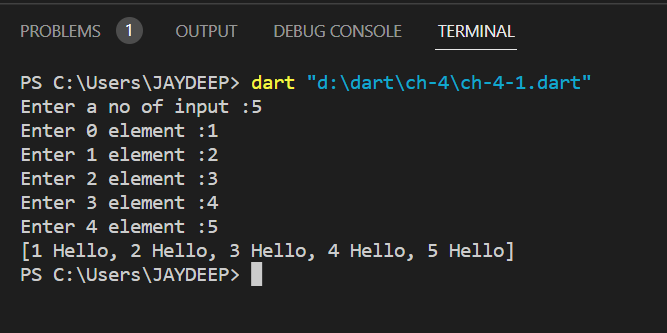 PROBLEMS 1 OUTPUT DEBUG CONSOLE TERMINAL
PS C:\Users\JAYDEEP> dart "d:\dart\ch-4\ch-4-1.dart"
Enter a no of input :5
Enter 0 element :1
Enter 1 element :2
Enter 2 element :3
Enter 3 element :4
Enter 4 element :5
[1 Hello, 2 Hello, 3 Hello, 4 Hello, 5 Hello]
PS C:\Users\JAYDEEP>